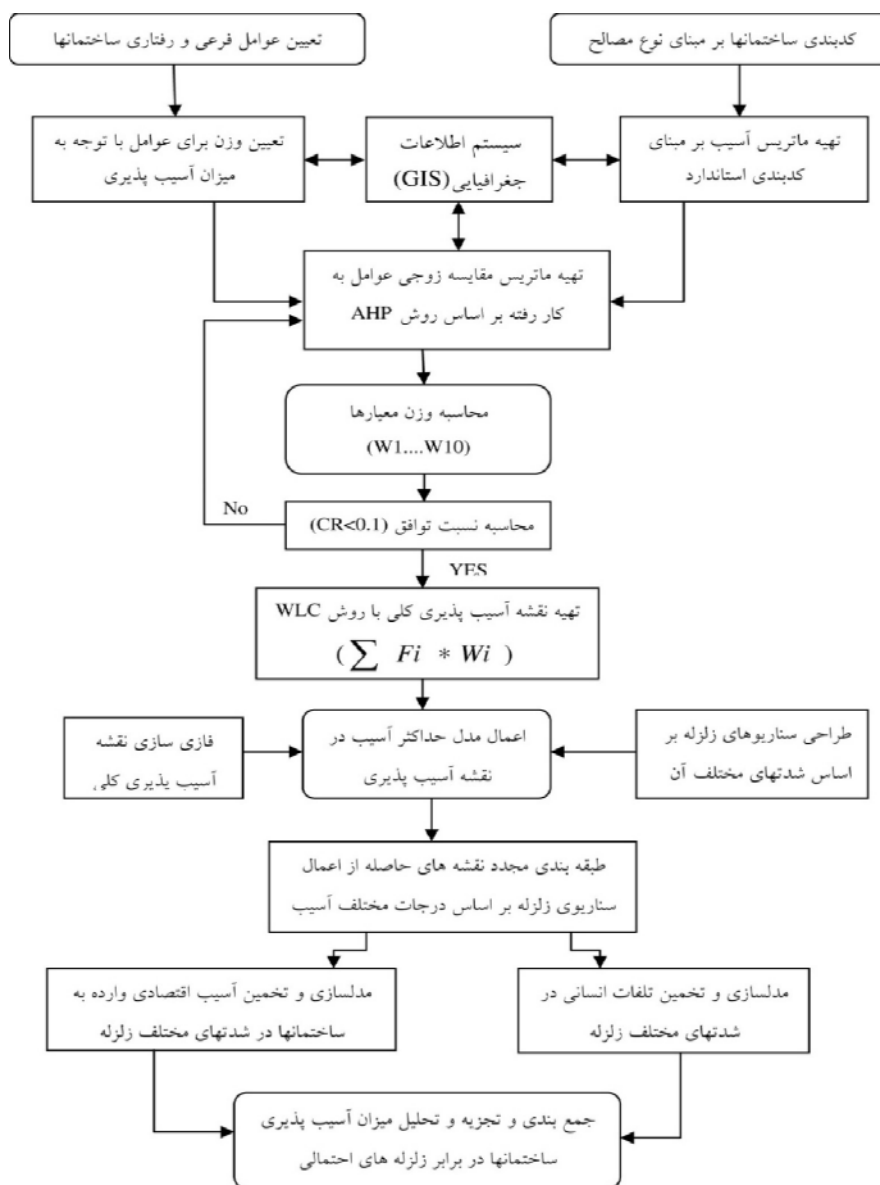 کدبندی ساختمانها بر مبنای نوع مصالح
تعیین عوامل فرعی و رفتاری ساختمانها
تهیه ماتریس آسیب بر مبنای
کدبندی استاندارد
سیستم اطلاعات
جغرافیایی(GIS)
تعیین وزن برای عوامل با توجه به
میزان آسیب پذیری
تهیه ماتریس مقایسه زوجی عوامل به
کار رفته بر اساس روش AHP
محاسبه وزن معیارها
(W1....W10)
No
محاسبه نسبت توافق (CR<0.1)
YES
تهیه نقشه آسیب پذیری کلی با روش WLC
( ∑ Fi * Wi )
طراحی سناریوهای زلزله بر
اساس شدتهای مختلف آن
اعمال مدل حداکثر آسیب در
نقشه آسیب پذیری
فازی سازی نقشه
آسیب پذیری کلی
طبقه بندی مجدد نقشه های حاصله از اعمال
سناریوی زلزله بر اساس درجات مختلف آسیب
مدلسازی و تخمین تلفات انسانی در
شدتهای مختلف زلزله
مدلسازی و تخمین آسیب اقتصادی وارده به
ساختمانها در شدتهای مختلف زلزله
جمع بندی و تجزیه و تحلیل میزان آسیب پذیری
ساختمانها در برابر زلزله های احتمالی